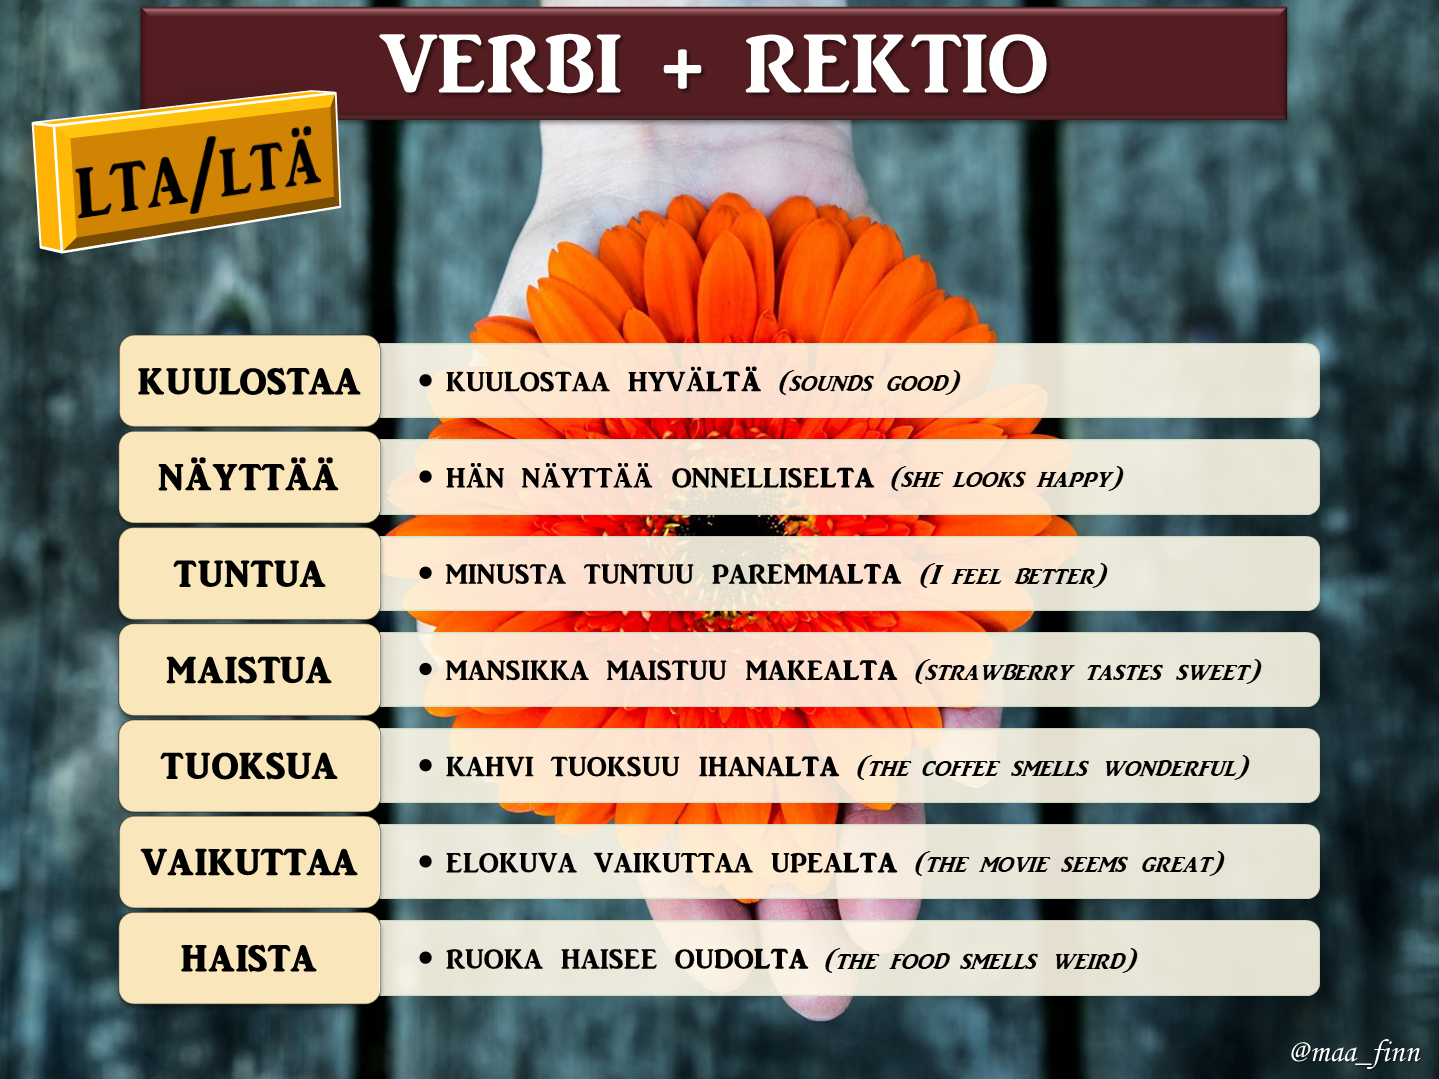 VERBI + REKTIO
LTA/LTÄ
KUULOSTAA
• KUULOSTAA HYVÄLTÄ (SOUNDS GOOD)
NÄYTTÄÄ
• HÄN NÄYTTÄÄ ONNELLISELTA (SHE LOOKS HAPPY)
TUNTUA
• MINUSTA TUNTUU PAREMMALTA (I FEEL BETTER)
MAISTUA
• MANSIKKA MAISTUU MAKEALTA (STRAWBERRY TASTES SWEET)
TUOKSUA
• KAHVI TUOKSUU IHANALTA (THE COFFEE SMELLS WONDERFUL)
VAIKUTTAA
• ELOKUVA VAIKUTTAA UPEALTA (THE MOVIE SEEMS GREAT)
HAISTA
• RUOKA HAISEE OUDOLTA (THE FOOD SMELLS WEIRD)
@maa_finn